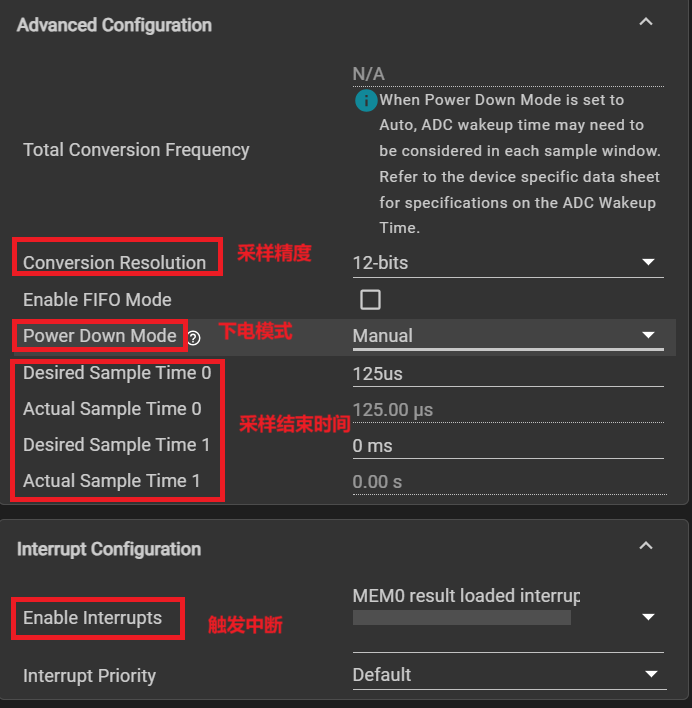 Advanced Configuration
N/A
Total Conversion Frequency
When Power Down Mode is set to
Auto, ADC wakeup time may need to
be considered in each sample window.
Refer to the device specific data sheet
for specifications on the ADC Wakeup
Time.
Conversion Resolution 采样精度 12-bits
Enable FIFO Mode
Power Down Mode 下电模式 Manual
Desired Sample Time 0 125us
Actual Sample Time 0 125.00 µs
采样结束时间
Desired Sample Time 1 0 ms
Actual Sample Time 1 0.00 s
Interrupt Configuration
MEM0 result loaded interrup
Enable Interrupts 触发中断
Interrupt Priority Default